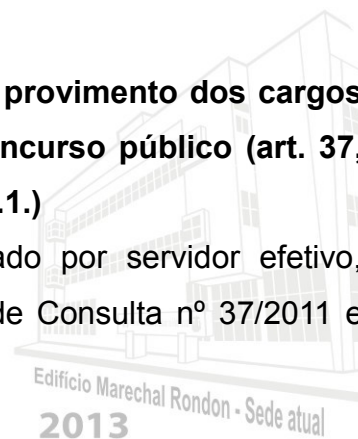 provimento dos cargos
ncurso público (art. 37,
.1.)
ado por servidor efetivo,
de Consulta nº 37/2011 e
Edifício Marechal Rondon - Sede atual
2013